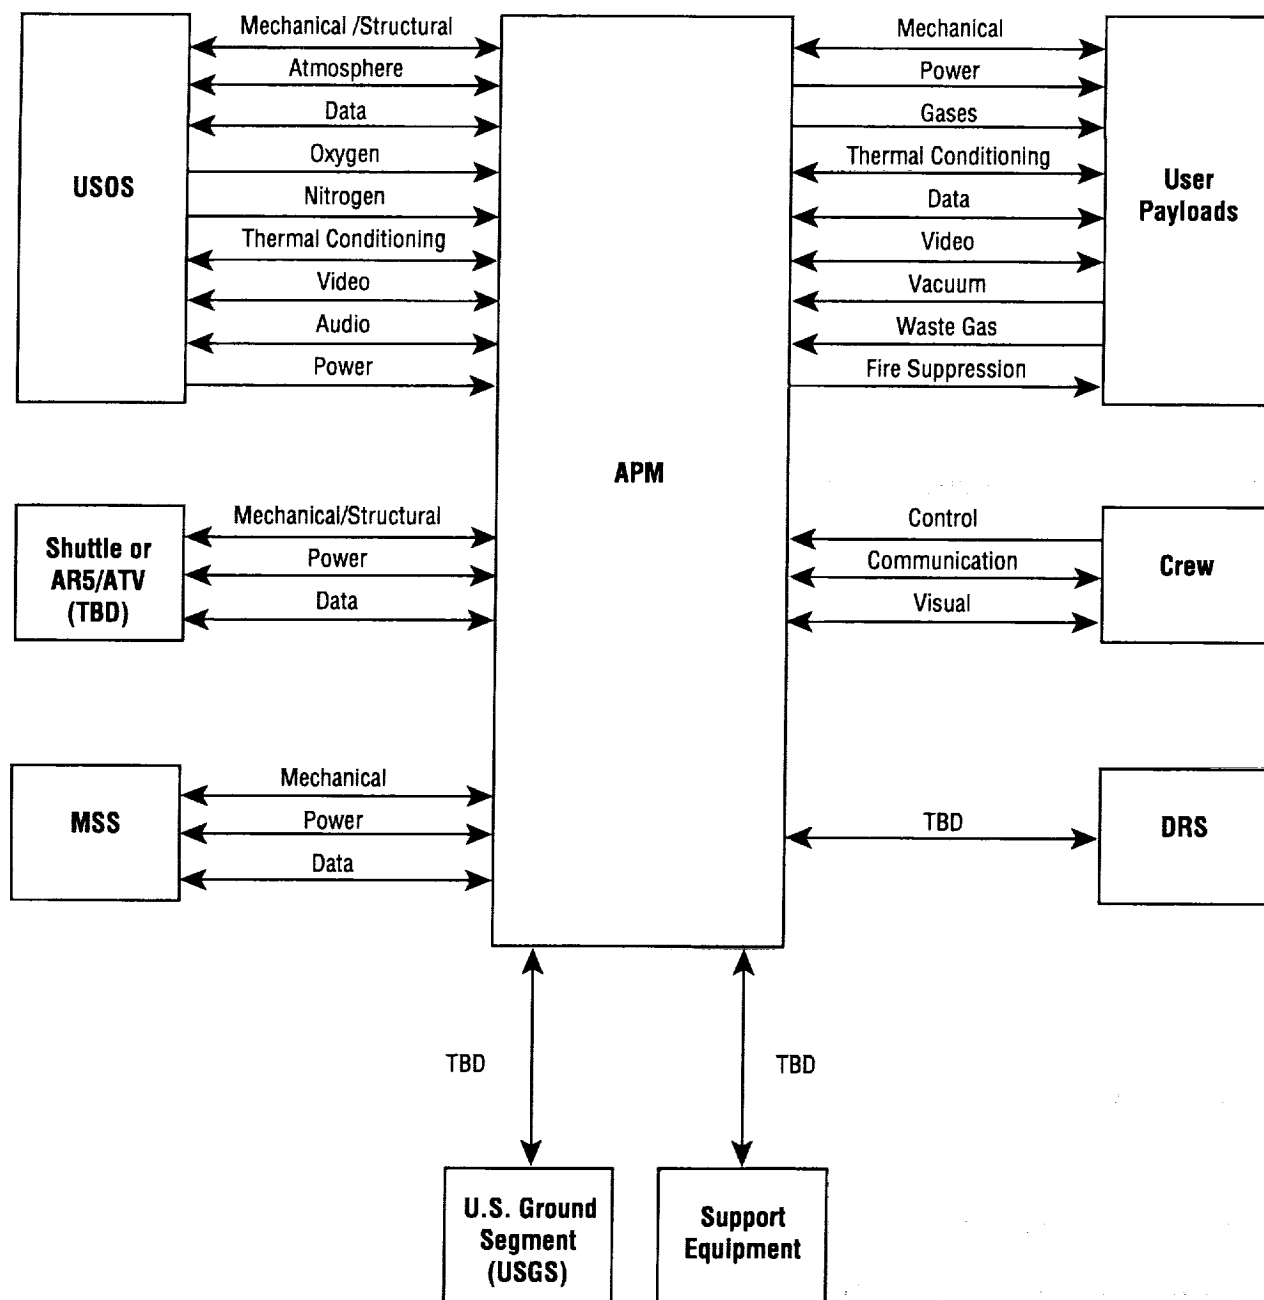 Mechanical /Structural
Atmosphere
Data
Oxygen
Nitrogen
Thermal Conditioning
Video
Audio
Power
USOS
APM
Mechanical
Power
Gases
Thermal Conditioning
Data
Video
Vacuum
Waste Gas
Fire Suppression
User
Payloads
Shuttle or
AR5/ATV
(TBD)
Mechanical/Structural
Power
Data
Control
Communication
Visual
Crew
MSS
Mechanical
Power
Data
TBD
DRS
TBD
TBD
U.S. Ground
Segment
(USGS)
Support
Equipment